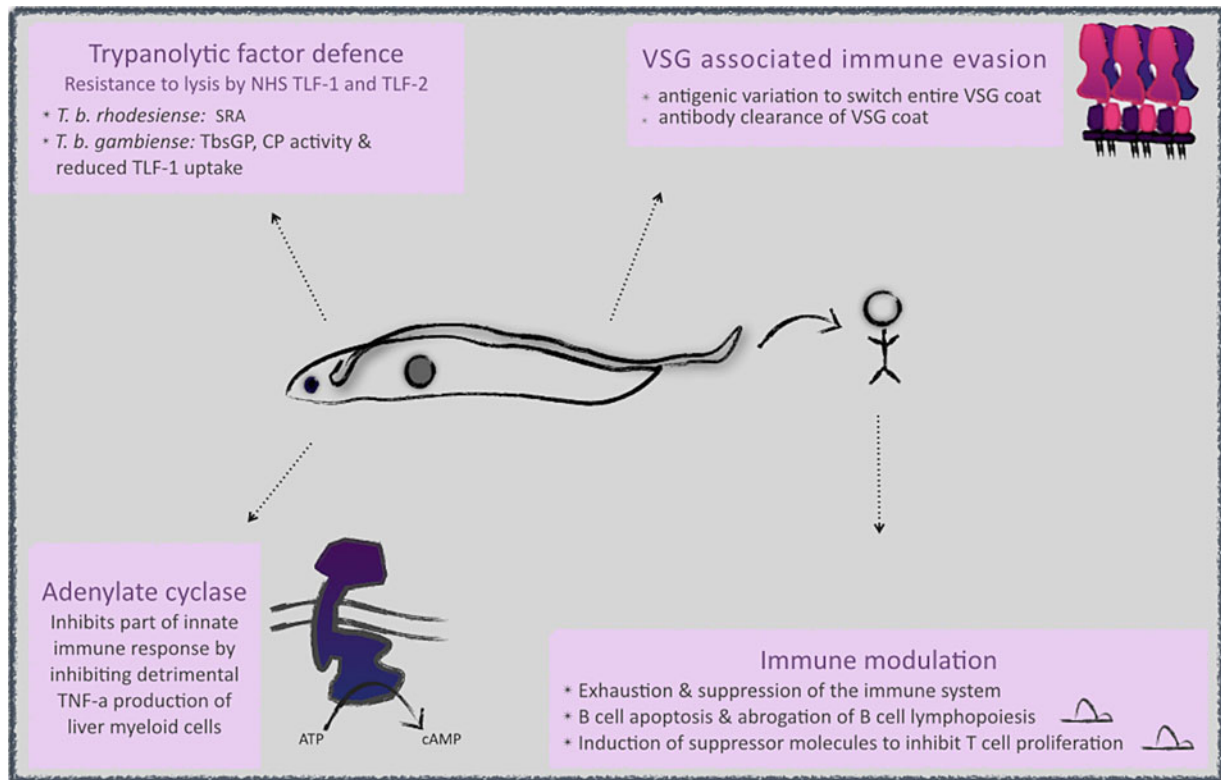 Trypanolytic factor defence
Resistance to lysis by NHS TLF-1 and TLF-2
* T. b. rhodesiense: SRA
* T. b. gambiense: TbsGP, CP activity &
reduced TLF-1 uptake
VSG associated immune evasion
* antigenic variation to switch entire VSG coat
* antibody clearance of VSG coat
Adenylate cyclase
Inhibits part of innate
immune response by
inhibiting detrimental
TNF-a production of
liver myeloid cells
ATP
cAMP
Immune modulation
* Exhaustion & suppression of the immune system
* B cell apoptosis & abrogation of B cell lymphopoiesis
* Induction of suppressor molecules to inhibit T cell proliferation